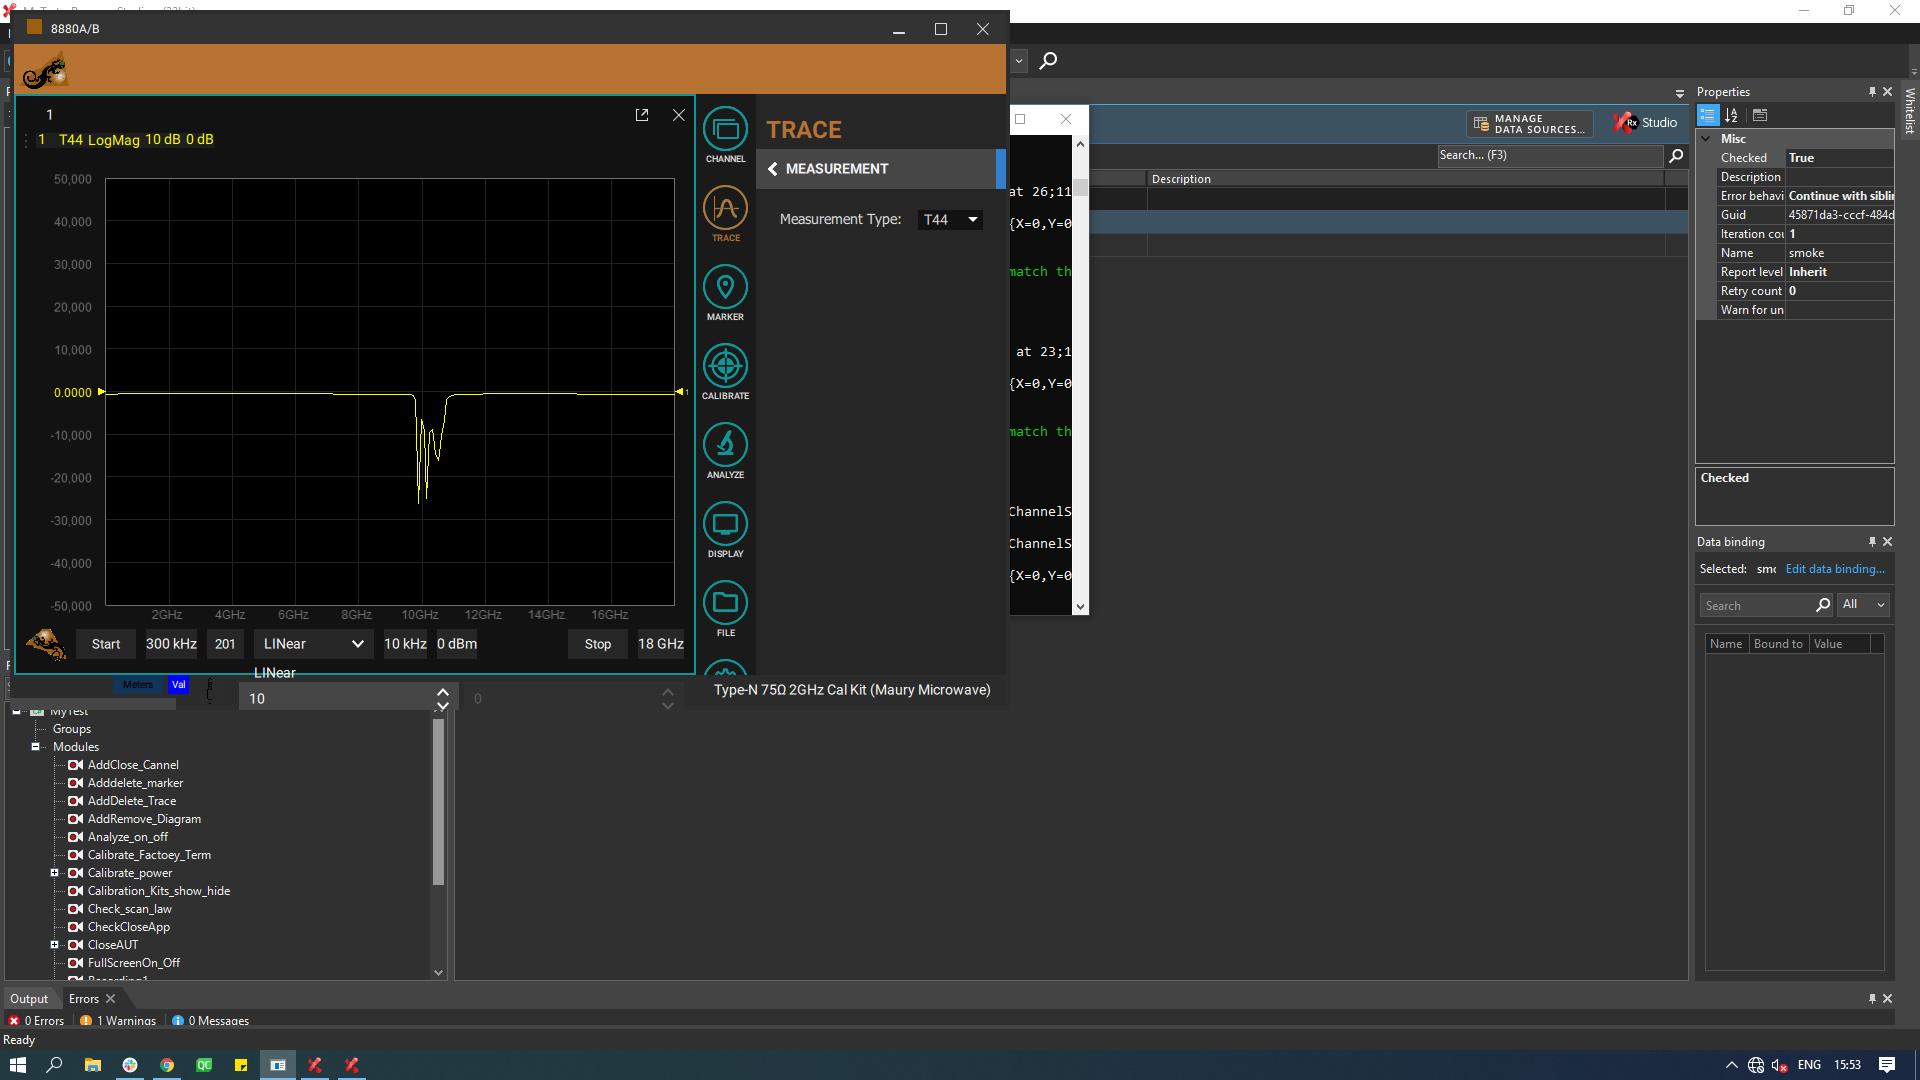 8880A/B
1
1 T44 LogMag 10 dB 0 dB
50,000
40,000
30,000
20,000
10,000
0.0000
1
-10,000
-20,000
-30,000
-40,000
-50,000
2GHz 4GHz 6GHz 8GHz 10GHz 12GHz 14GHz 16GHz
Start 300 kHz 201 LINear 10 kHz 0 dBm Stop 18 GHz
LINear
Meters Val
10
0
Type-N 75Ω 2GHz Cal Kit (Maury Microwave)
CHANNEL
TRACE
MARKER
CALIBRATE
ANALYZE
DISPLAY
FILE
TRACE
MEASUREMENT
Measurement Type: T44
at 26;11
{X=0,Y=0
match th
at 23;1
{X=0,Y=0
match th
ChannelS
ChannelS
{X=0,Y=0
MANAGE
DATA SOURCES...
Rx Studio
Search... (F3)
Description
Properties
Misc
Checked True
Description
Error behavi Continue with siblin
Guid 45871da3-cccf-484d
Iteration cou 1
Name smoke
Report level Inherit
Retry count 0
Warn for un
Checked
Data binding
Selected: smo Edit data binding...
Search All
Name Bound to Value
Whitelist
MyTest
Groups
Modules
AddClose_Cannel
Adddelete_marker
AddDelete_Trace
AddRemove_Diagram
Analyze_on_off
Calibrate_Factoey_Term
Calibrate_power
Calibration_Kits_show_hide
Check_scan_law
CheckCloseApp
CloseAUT
FullScreenOn_Off
Recording1
Output Errors
0 Errors 1 Warnings 0 Messages
Ready
QC
ENG 15:53